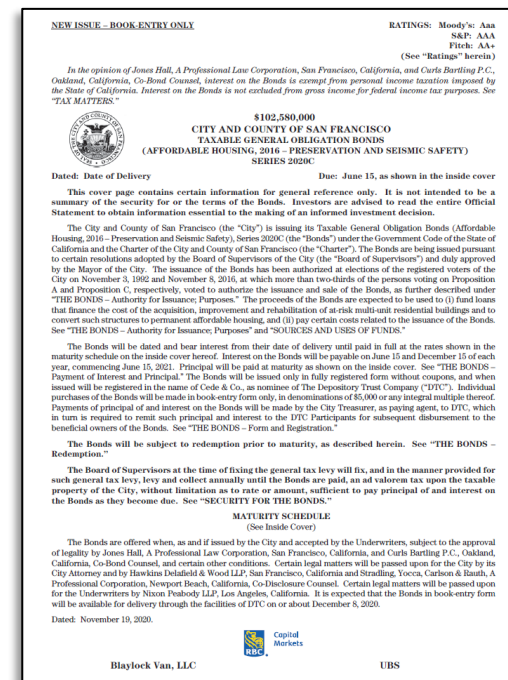 NEW ISSUE – BOOK-ENTRY ONLY
RATINGS: Moody's: Aaa
S&P: AAA
Fitch: AA+
(See "Ratings" herein)
In the opinion of Jones Hall, A Professional Law Corporation, San Francisco, California, and Curls Bartling P.C.,
Oakland, California, Co-Bond Counsel, interest on the Bonds is exempt from personal income taxation imposed by
the State of California. Interest on the Bonds is not excluded from gross income for federal income tax purposes. See
"TAX MATTERS."
$102,580,000
CITY AND COUNTY OF SAN FRANCISCO
TAXABLE GENERAL OBLIGATION BONDS
(AFFORDABLE HOUSING, 2016 – PRESERVATION AND SEISMIC SAFETY)
SERIES 2020C
Dated: Date of Delivery
Due: June 15, as shown in the inside cover
This cover page contains certain information for general reference only. It is not intended to be a
summary of the security for or the terms of the Bonds. Investors are advised to read the entire Official
Statement to obtain information essential to the making of an informed investment decision.
The City and County of San Francisco (the "City") is issuing its Taxable General Obligation Bonds (Affordable
Housing, 2016 – Preservation and Seismic Safety), Series 2020C (the "Bonds") under the Government Code of the State of
California and the Charter of the City and County of San Francisco (the "Charter"). The Bonds are being issued pursuant
to certain resolutions adopted by the Board of Supervisors of the City (the "Board of Supervisors") and duly approved
by the Mayor of the City. The issuance of the Bonds has been authorized at elections of the registered voters of the
City on November 3, 1992 and November 8, 2016, at which more than two-thirds of the persons voting on Proposition
A and Proposition C, respectively, voted to authorize the issuance and sale of the Bonds, as further described under
"THE BONDS – Authority for Issuance; Purposes." The proceeds of the Bonds are expected to be used to (i) fund loans
that finance the cost of the acquisition, improvement and rehabilitation of at-risk multi-unit residential buildings and to
convert such structures to permanent affordable housing, and (ii) pay certain costs related to the issuance of the Bonds.
See "THE BONDS – Authority for Issuance; Purposes" and "SOURCES AND USES OF FUNDS."
The Bonds will be dated and bear interest from their date of delivery until paid in full at the rates shown in the
maturity schedule on the inside cover hereof. Interest on the Bonds will be payable on June 15 and December 15 of each
year, commencing June 15, 2021. Principal will be paid at maturity as shown on the inside cover. See "THE BONDS –
Payment of Interest and Principal." The Bonds will be issued only in fully registered form without coupons, and when
issued will be registered in the name of Cede & Co., as nominee of The Depository Trust Company ("DTC"). Individual
purchases of the Bonds will be made in book-entry form only, in denominations of $5,000 or any integral multiple thereof.
Payments of principal of and interest on the Bonds will be made by the City Treasurer, as paying agent, to DTC, which
in turn is required to remit such principal and interest to the DTC Participants for subsequent disbursement to the
beneficial owners of the Bonds. See "THE BONDS – Form and Registration."
The Bonds will be subject to redemption prior to maturity, as described herein. See "THE BONDS –
Redemption."
The Board of Supervisors at the time of fixing the general tax levy will fix, and in the manner provided for
such general tax levy, levy and collect annually until the Bonds are paid, an ad valorem tax upon the taxable
property of the City, without limitation as to rate or amount, sufficient to pay principal of and interest on
the Bonds as they become due. See "SECURITY FOR THE BONDS."
MATURITY SCHEDULE
(See Inside Cover)
The Bonds are offered when, as and if issued by the City and accepted by the Underwriters, subject to the approval
of legality by Jones Hall, A Professional Law Corporation, San Francisco, California, and Curls Bartling P.C., Oakland,
California, Co-Bond Counsel, and certain other conditions. Certain legal matters will be passed upon for the City by its
City Attorney and by Hawkins Delafield & Wood LLP, San Francisco, California and Stradling, Yocca, Carlson & Rauth, A
Professional Corporation, Newport Beach, California, Co-Disclosure Counsel. Certain legal matters will be passed upon
for the Underwriters by Nixon Peabody LLP, Los Angeles, California. It is expected that the Bonds in book-entry form
will be available for delivery through the facilities of DTC on or about December 8, 2020.
Dated: November 19, 2020.
RBC
Capital
Markets
Blaylock Van, LLC
UBS